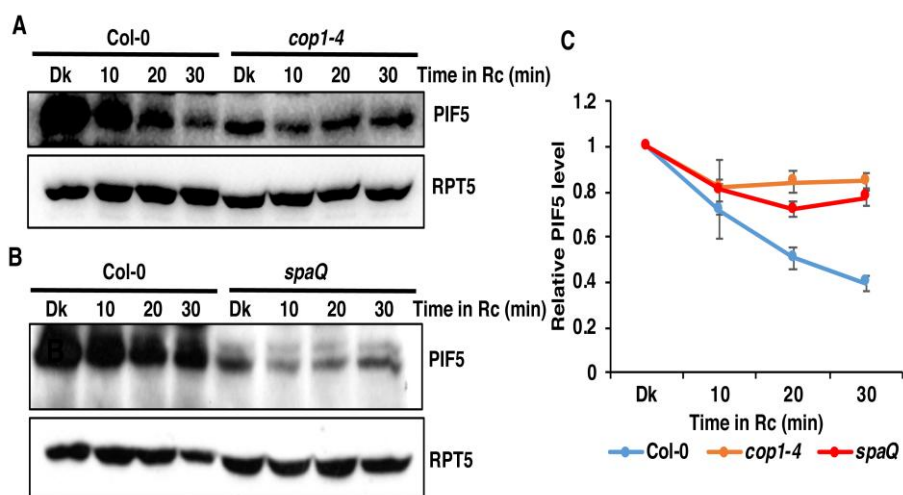 A
Col-0 cop1-4
Dk 10 20 30 Dk 10 20 30 Time in Rc (min)
PIF5
RPT5
B
Col-0 spaQ
Dk 10 20 30 Dk 10 20 30 Time in Rc (min)
B
PIF5
RPT5
C
Relative PIF5 level
1.2
1
0.8
0.6
0.4
0.2
0
Dk 10 20 30
Time in Rc (min)
Col-0 cop1-4 spaQ